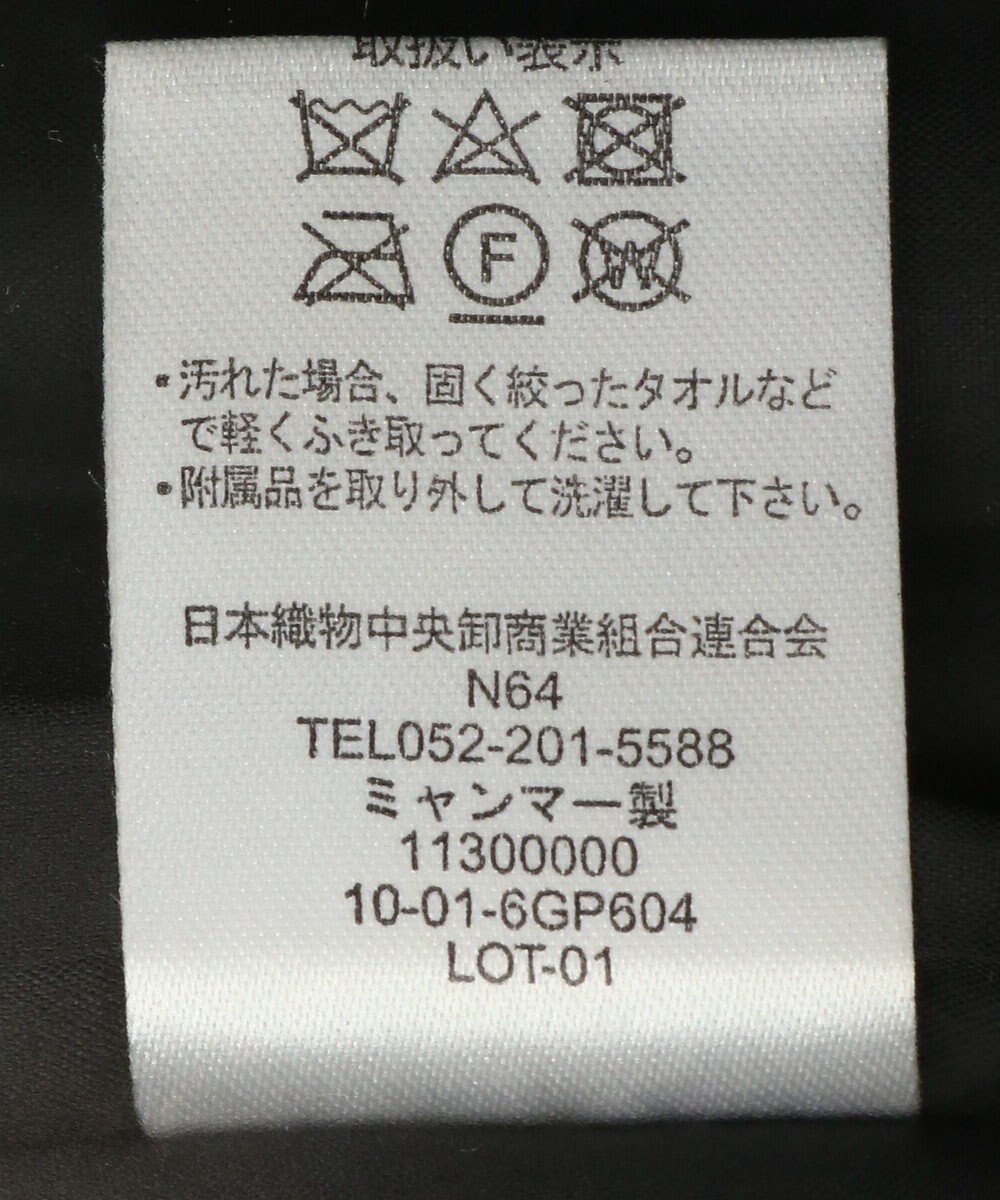 取扱い表示
F
W
・汚れた場合、固く絞ったタオルなど
で軽くふき取ってください。
・附属品を取り外して洗濯して下さい。
日本織物中央卸商業組合連合会
N64
TEL052-201-5588
ミャンマー製
11300000
10-01-6GP604
LOT-01